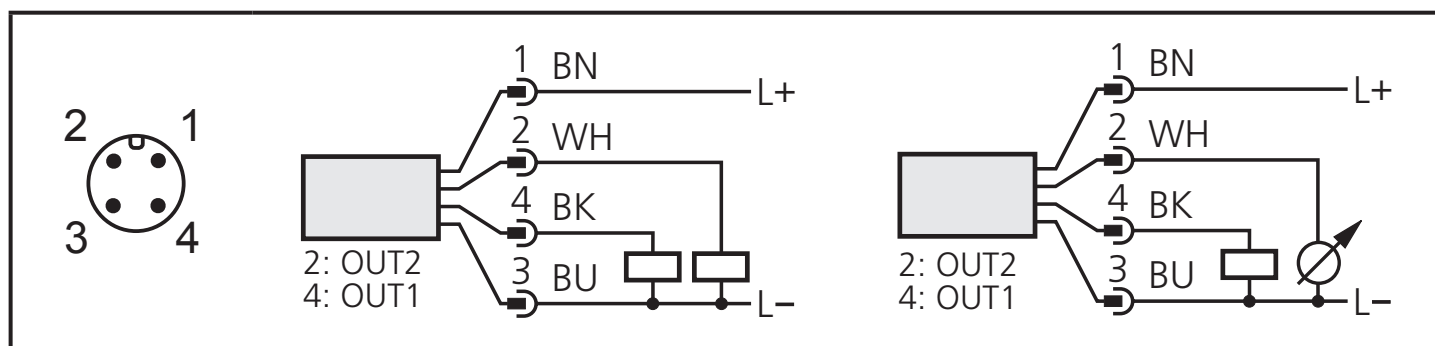 2 1
3 4
1 BN
L+
2 WH
4 BK
3 BU
L–
2: OUT2
4: OUT1
1 BN
L+
2 WH
4 BK
3 BU
L–
2: OUT2
4: OUT1